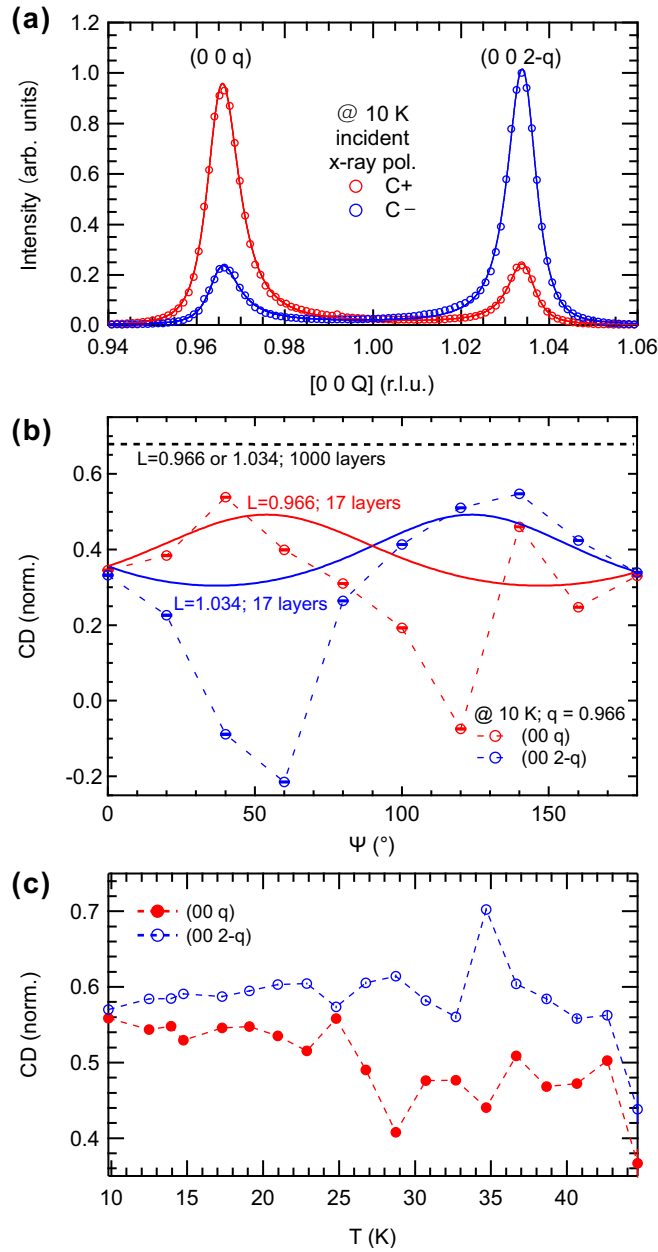 (a)
(0 0 q)
(0 0 2-q)
@ 10 K
incident
x-ray pol.
C+
C−
Intensity (arb. units)
1.2
1.0
0.8
0.6
0.4
0.2
0.0
0.94
0.96
0.98
1.00
1.02
1.04
1.06
[0 0 Q] (r.l.u.)
(b)
L=0.966 or 1.034; 1000 layers
L=0.966; 17 layers
L=1.034; 17 layers
@ 10 K; q = 0.966
(00 q)
(00 2-q)
CD (norm.)
0.6
0.4
0.2
0.0
-0.2
0
50
100
150
Ψ (°)
(c)
(00 q)
(00 2-q)
CD (norm.)
0.7
0.6
0.5
0.4
10
15
20
25
30
35
40
T (K)